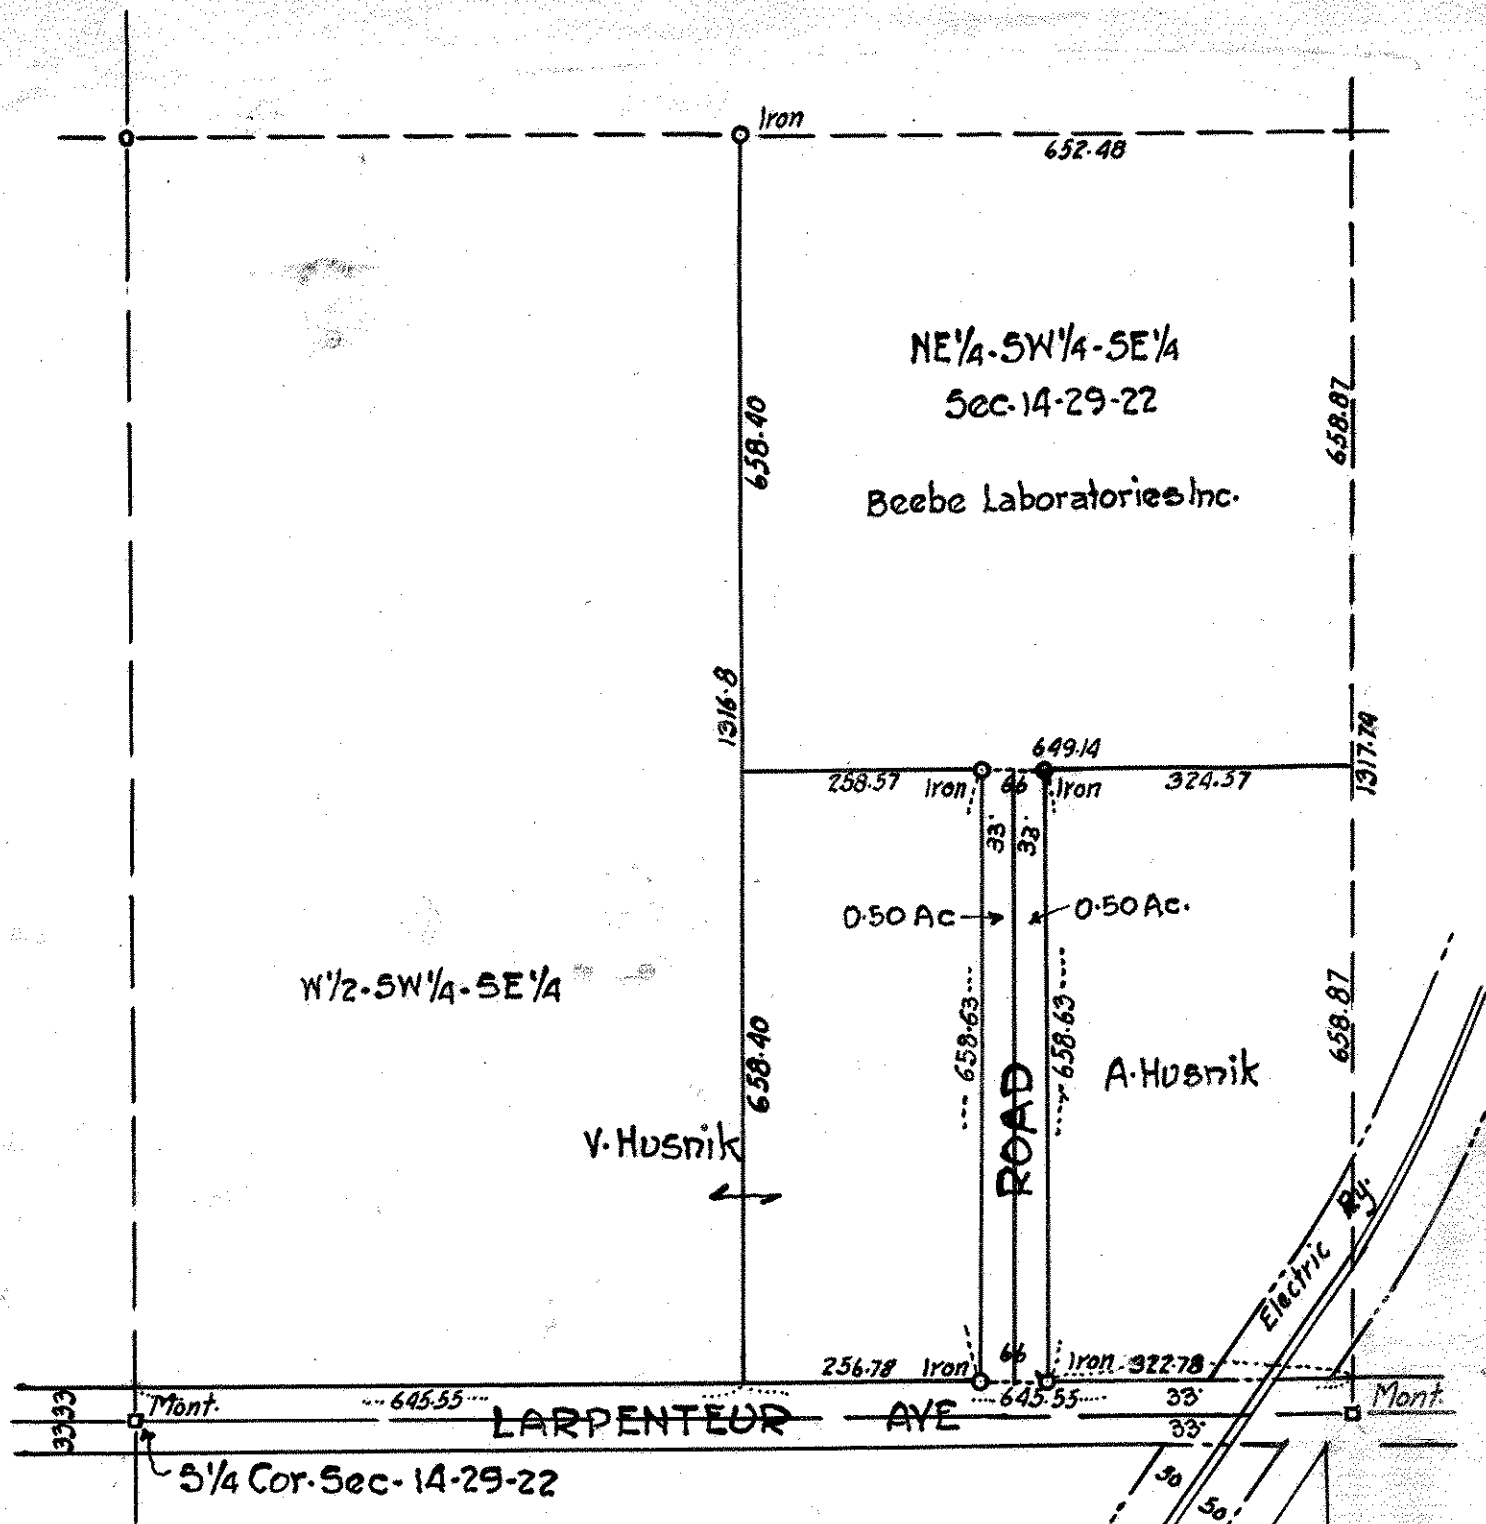 Iron
652.48
NE¼-SW¼-SE¼
Sec-14-29-22
658.40
658.87
Beebe Laboratories Inc.
1316.8
649.14
1317.74
258.57
Iron
66
Iron
324.57
33'
33'
0.50 Ac
0.50 Ac.
W½-SW¼-SE¼
658.63
658.63
658.87
658.40
A. Husnik
ROAD
V. Husnik
Electric Ry.
256.78
Iron
66
Iron
322.78
33 33
Mont.
645.55
645.55
33'
Mont.
LARPENTEUR AVE
33'
S¼ Cor. Sec-14-29-22
50
50